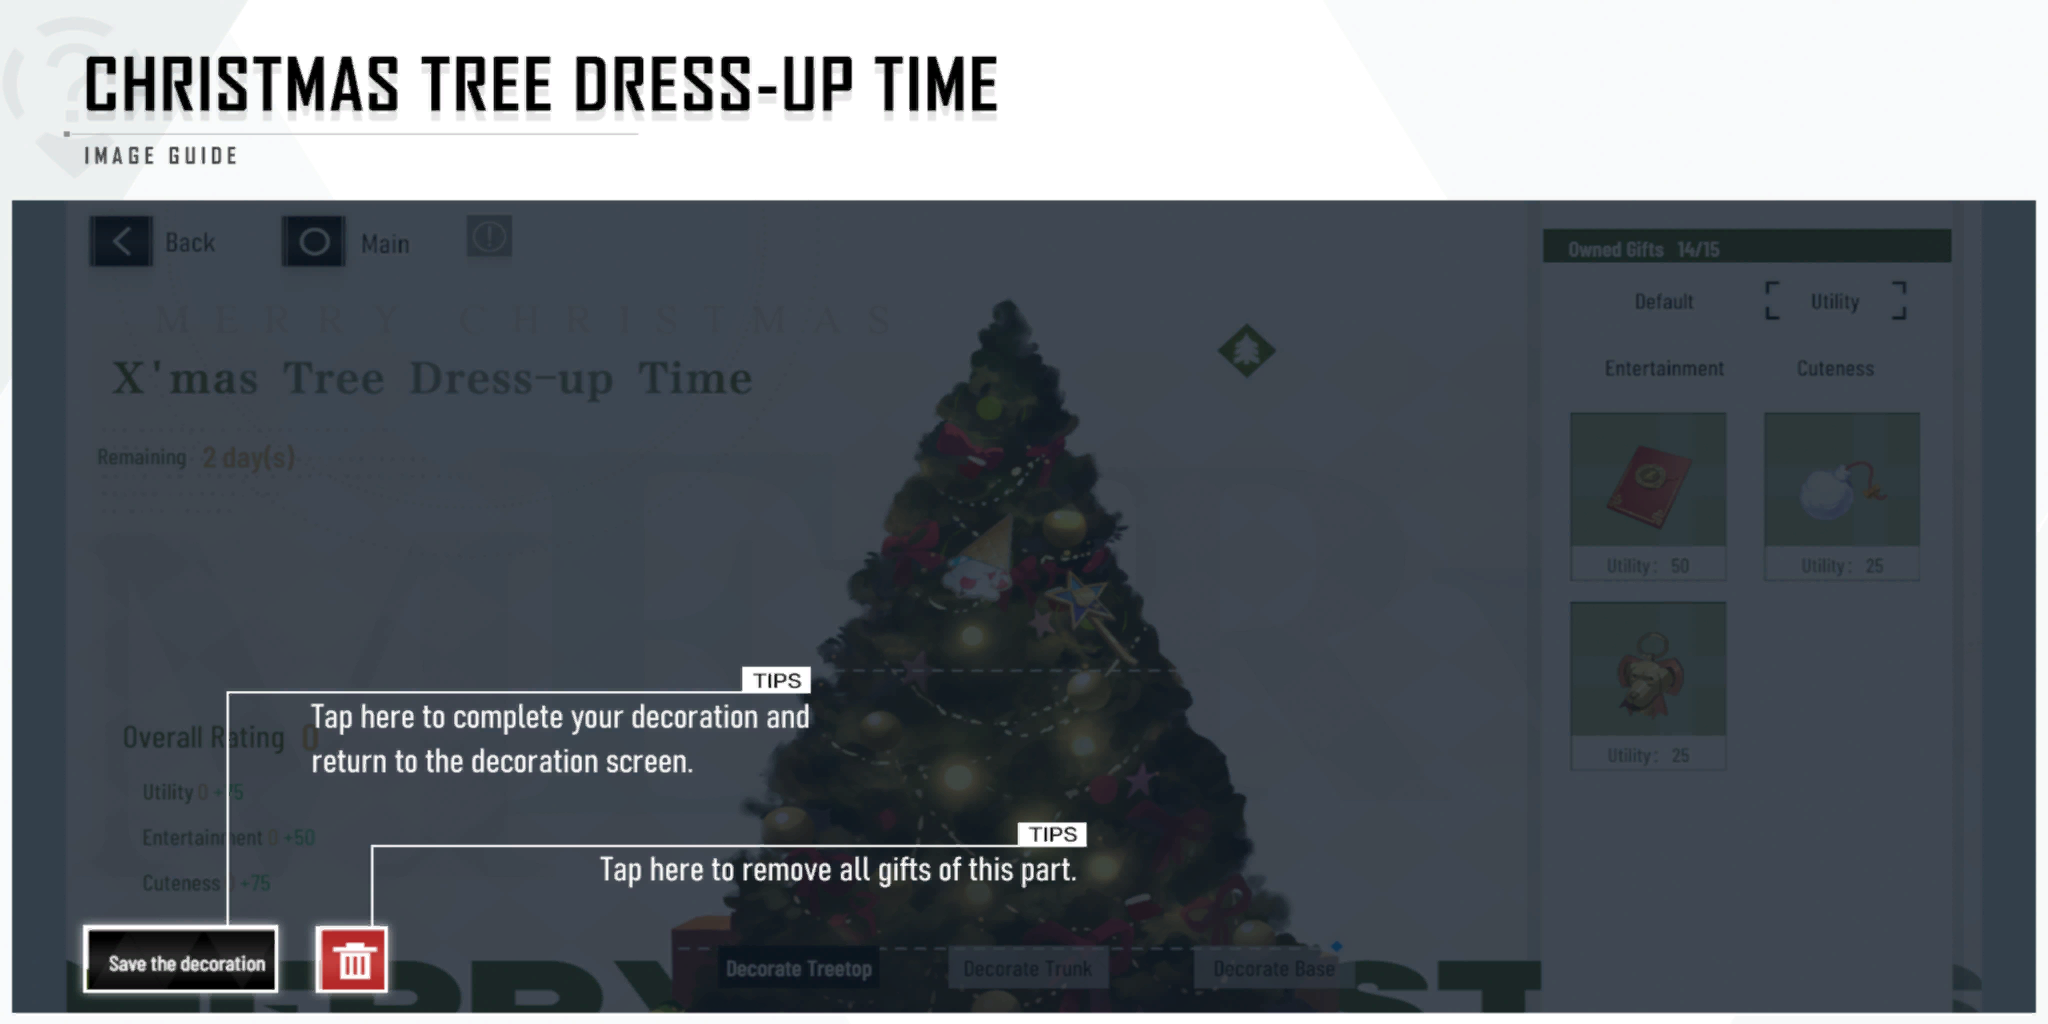 CHRISTMAS TREE DRESS-UP TIME
IMAGE GUIDE
Back
Main
Owned Gifts 14/15
Default
Utility
MERRY CHRISTMAS
X'mas Tree Dress-up Time
Entertainment
Cuteness
Remaining 2 day(s)
Utility: 50
Utility: 25
TIPS
Tap here to complete your decoration and
return to the decoration screen.
Overall Rating 0
Utility: 25
Utility 0
Entertainment 0 +50
TIPS
Tap here to remove all gifts of this part.
Cuteness +75
Save the decoration
Decorate Treetop
Decorate Trunk
Decorate Base